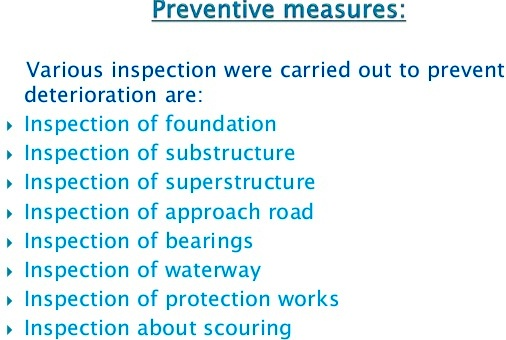 Preventive measures:
Various inspection were carried out to prevent
deterioration are:
Inspection of foundation
Inspection of substructure
Inspection of superstructure
Inspection of approach road
Inspection of bearings
Inspection of waterway
Inspection of protection works
Inspection about scouring